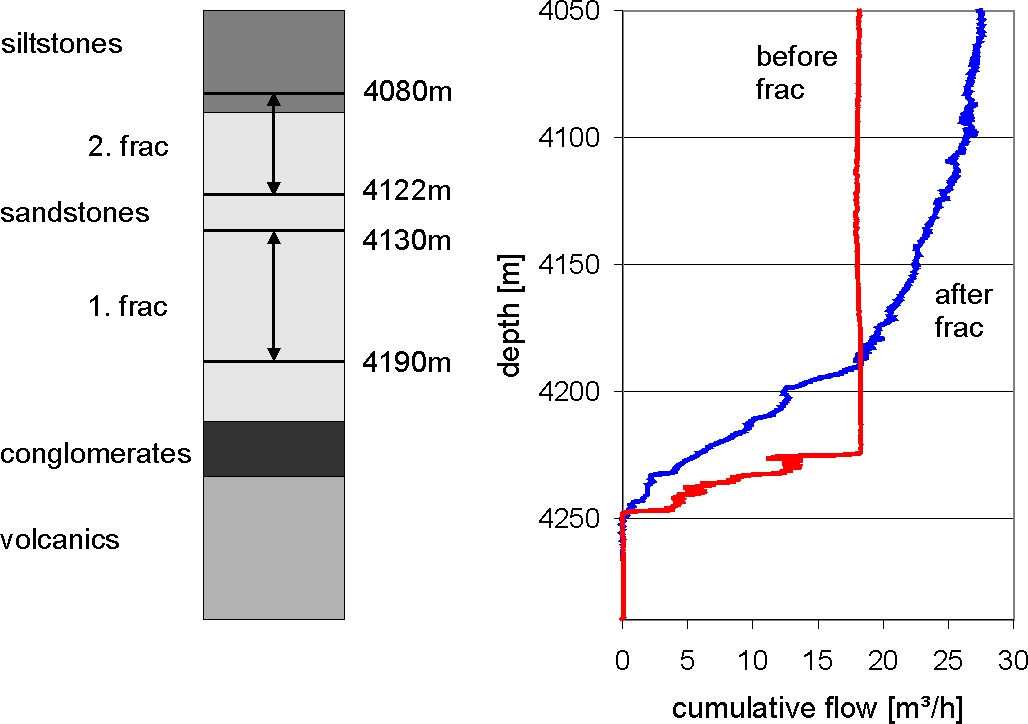 siltstones
4080m
2. frac
4122m
sandstones
4130m
1. frac
4190m
conglomerates
volcanics
depth [m]
4050
4100
4150
4200
4250
before
frac
after
frac
0 5 10 15 20 25 30
cumulative flow [m³/h]